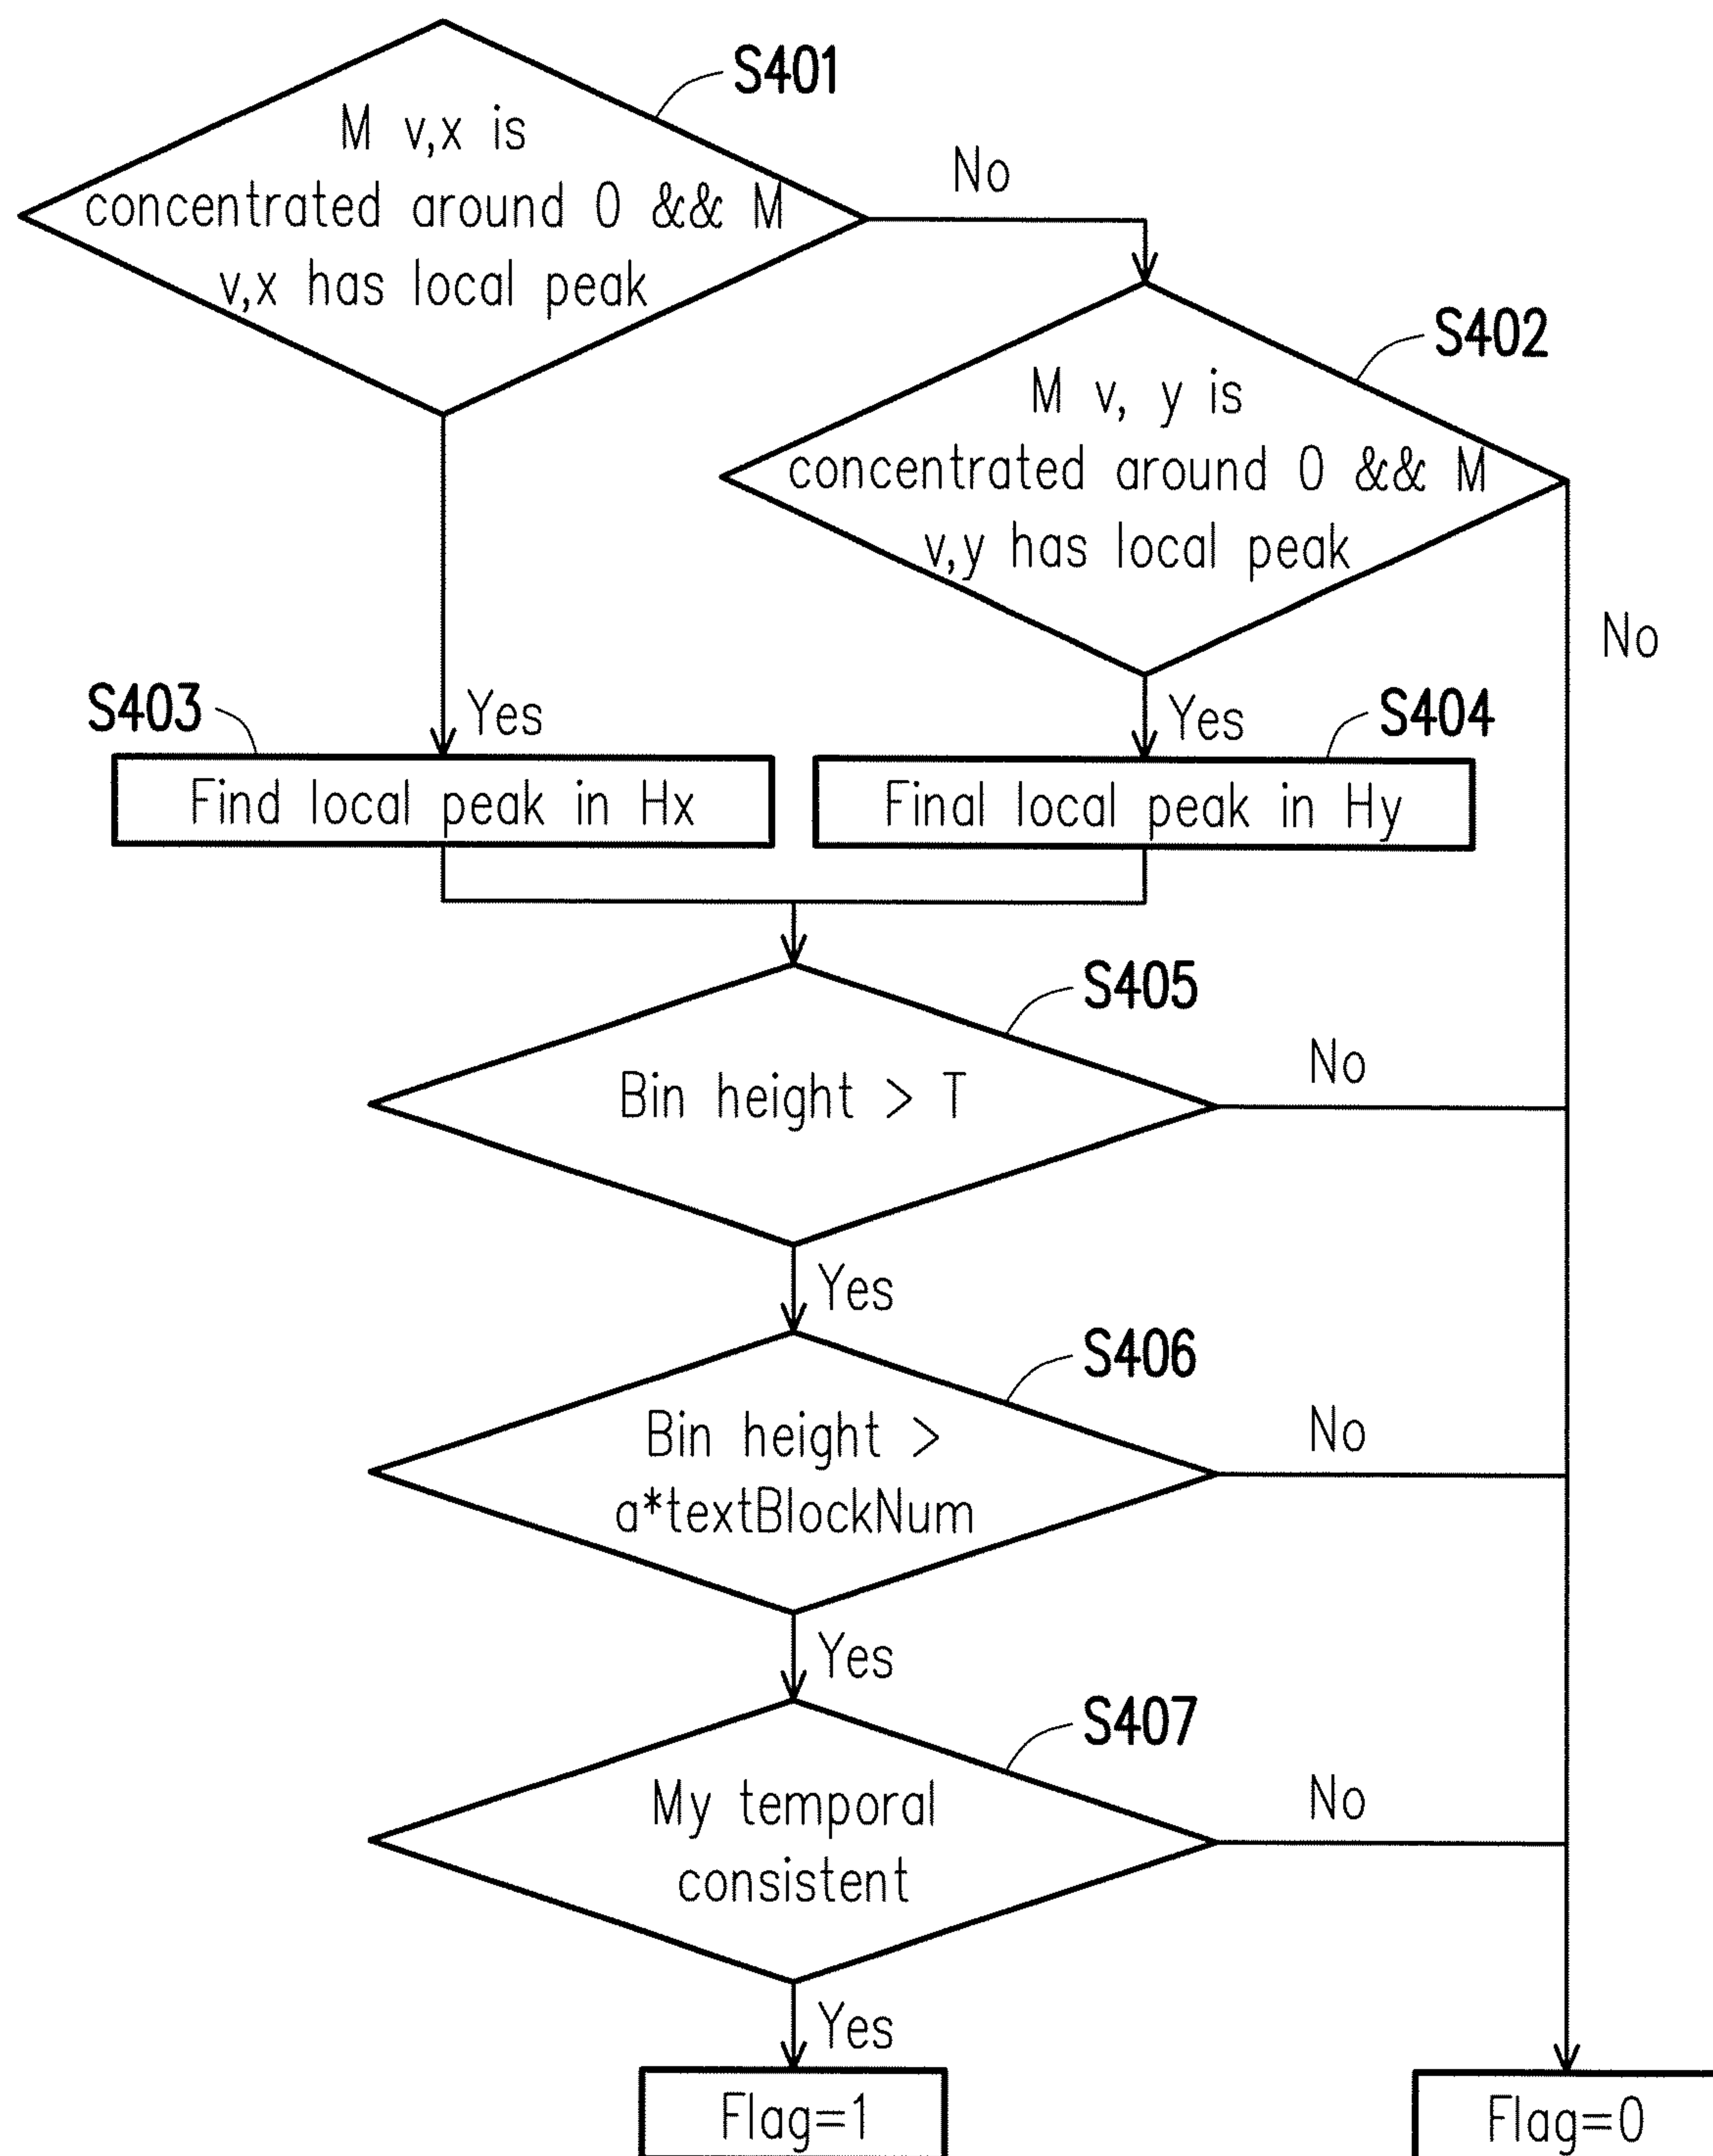 S401
M v,x is
concentrated around 0 && M
v,x has local peak
No
S402
M v, y is
concentrated around 0 && M
v,y has local peak
No
S403
Yes
S404
Yes
Find local peak in Hx
Final local peak in Hy
S405
Bin height > T
No
Yes
S406
Bin height >
a*textBlockNum
No
Yes
S407
My temporal
consistent
No
Yes
Flag=1
Flag=0